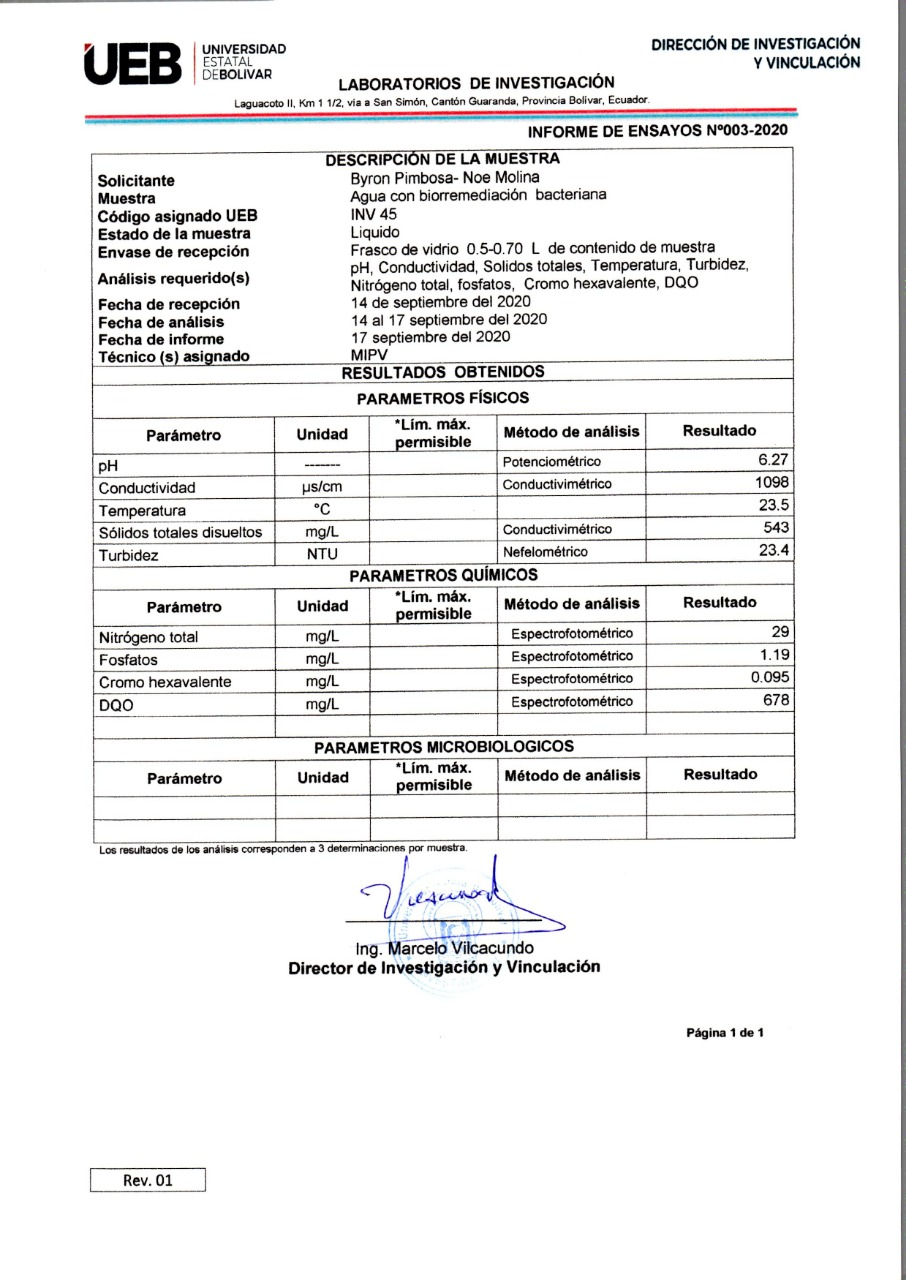 UEB
UNIVERSIDAD
ESTATAL
DEBOLIVAR
DIRECCIÓN DE INVESTIGACIÓN
Y VINCULACIÓN
LABORATORIOS DE INVESTIGACIÓN
Laguacoto II, Km 1 1/2, vía a San Simón, Cantón Guaranda, Provincia Bolívar, Ecuador.
INFORME DE ENSAYOS Nº003-2020
DESCRIPCIÓN DE LA MUESTRA
Solicitante Byron Pimbosa- Noe Molina
Muestra Agua con biorremediación bacteriana
Código asignado UEB INV 45
Estado de la muestra Liquido
Envase de recepción Frasco de vidrio 0.5-0.70 L de contenido de muestra
Análisis requerido(s) pH, Conductividad, Solidos totales, Temperatura, Turbidez,
Nitrógeno total, fosfatos, Cromo hexavalente, DQO
Fecha de recepción 14 de septiembre del 2020
Fecha de análisis 14 al 17 septiembre del 2020
Fecha de informe 17 septiembre del 2020
Técnico (s) asignado MIPV
RESULTADOS OBTENIDOS
PARAMETROS FÍSICOS
Parámetro Unidad *Lím. máx. permisible Método de análisis Resultado
pH ------- Potenciométrico 6.27
Conductividad µs/cm Conductivimétrico 1098
Temperatura °C 23.5
Sólidos totales disueltos mg/L Conductivimétrico 543
Turbidez NTU Nefelométrico 23.4
PARAMETROS QUÍMICOS
Parámetro Unidad *Lím. máx. permisible Método de análisis Resultado
Nitrógeno total mg/L Espectrofotométrico 29
Fosfatos mg/L Espectrofotométrico 1.19
Cromo hexavalente mg/L Espectrofotométrico 0.095
DQO mg/L Espectrofotométrico 678
PARAMETROS MICROBIOLOGICOS
Parámetro Unidad *Lím. máx. permisible Método de análisis Resultado
Los resultados de los análisis corresponden a 3 determinaciones por muestra.
Ing. Marcelo Vilcacundo
Director de Investigación y Vinculación
Página 1 de 1
Rev. 01